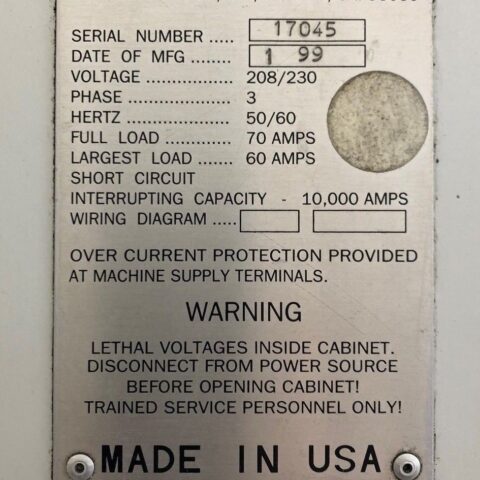 SERIAL NUMBER ..... 17045
DATE OF MFG ........ 1 99
VOLTAGE ................ 208/230
PHASE ................... 3
HERTZ ................... 50/60
FULL LOAD ............. 70 AMPS
LARGEST LOAD ....... 60 AMPS
SHORT CIRCUIT
INTERRUPTING CAPACITY - 10,000 AMPS
WIRING DIAGRAM .....
OVER CURRENT PROTECTION PROVIDED
AT MACHINE SUPPLY TERMINALS.
WARNING
LETHAL VOLTAGES INSIDE CABINET.
DISCONNECT FROM POWER SOURCE
BEFORE OPENING CABINET!
TRAINED SERVICE PERSONNEL ONLY!
MADE IN USA